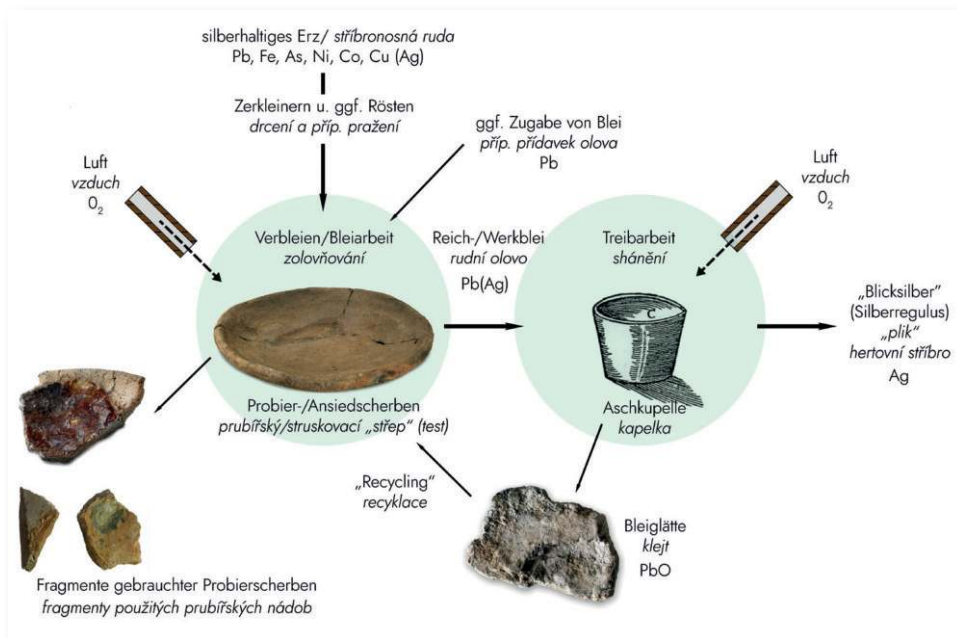 silberhaltiges Erz/ stříbronosná ruda
Pb, Fe, As, Ni, Co, Cu (Ag)
Zerkleinern u. ggf. Rösten
drcení a příp. pražení
ggf. Zugabe von Blei
příp. přídavek olova
Pb
Luft
vzduch
O2
Luft
vzduch
O2
Verbleien/Bleiarbeit
zolovňování
Reich-/Werkblei
rudní olovo
Pb(Ag)
Treibarbeit
shánění
C
„Blicksilber"
(Silberregulus)
„plik"
hertovní stříbro
Ag
Probier-/Ansiedscherben
prubířský/struskovací „střep" (test)
Aschkupelle
kapelka
„Recycling"
recyklace
Bleiglätte
klejt
PbO
Fragmente gebrauchter Probierscherben
fragmenty použitých prubířských nádob